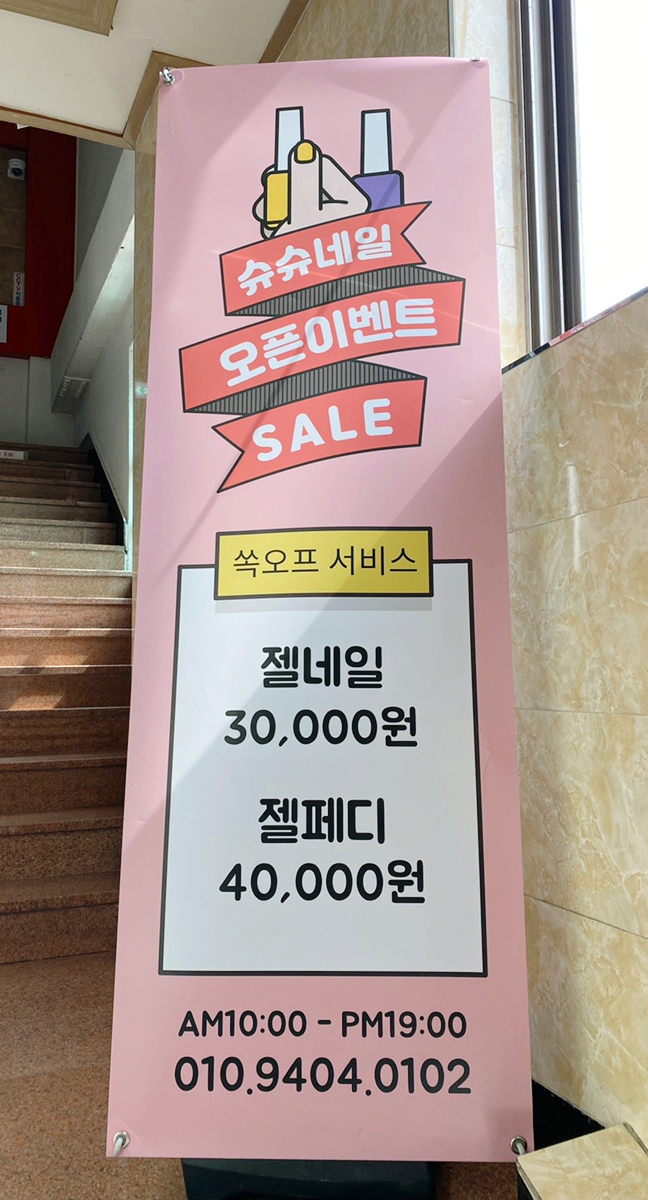 슈슈네일
오픈이벤트
SALE
쏙오프 서비스
젤네일
30,000원
젤페디
40,000원
AM10:00 - PM19:00
010.9404.0102